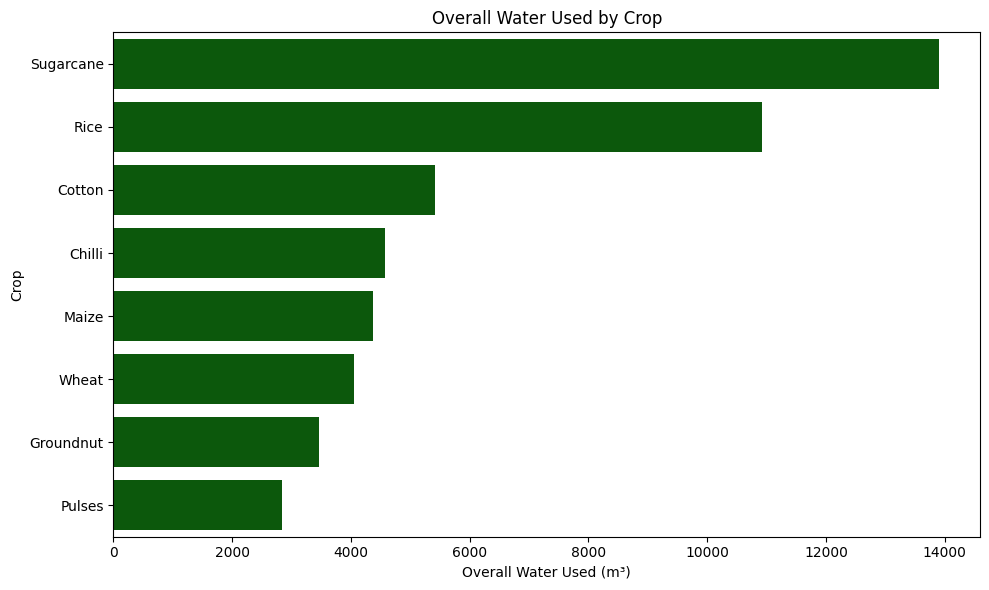 Overall Water Used by Crop
Sugarcane
Rice
Cotton
Chilli
Maize
Wheat
Groundnut
Pulses
Crop
0 2000 4000 6000 8000 10000 12000 14000
Overall Water Used (m³)